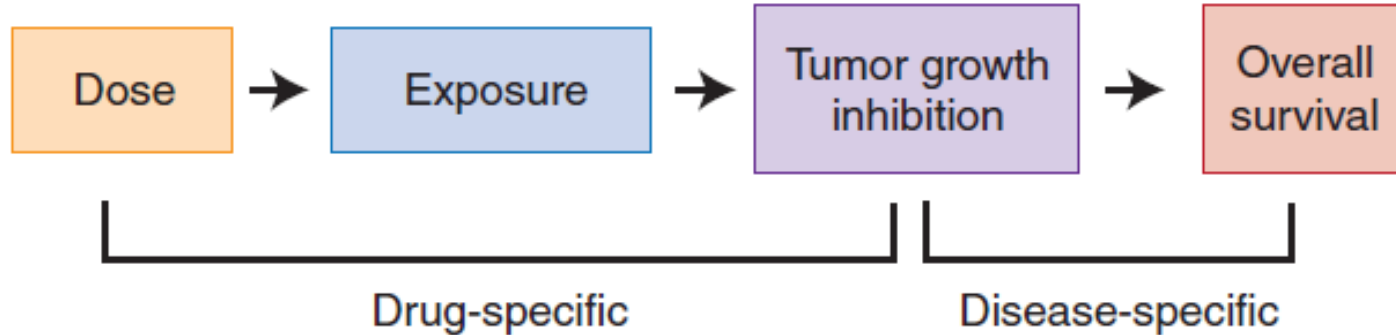 Dose
Exposure
Tumor growth
inhibition
Overall
survival
Drug-specific
Disease-specific